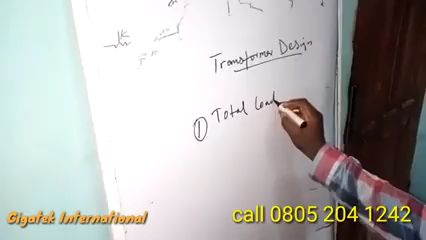 Transformer Design
① Total Load
Gigatek International
call 0805 204 1242